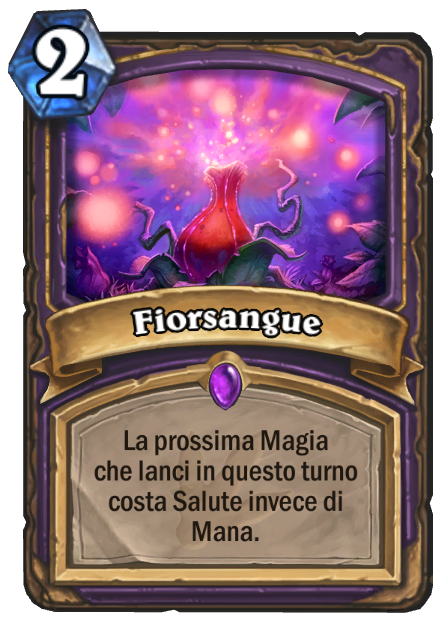 2
Fiorsangue
La prossima Magia
che lanci in questo turno
costa Salute invece di
Mana.